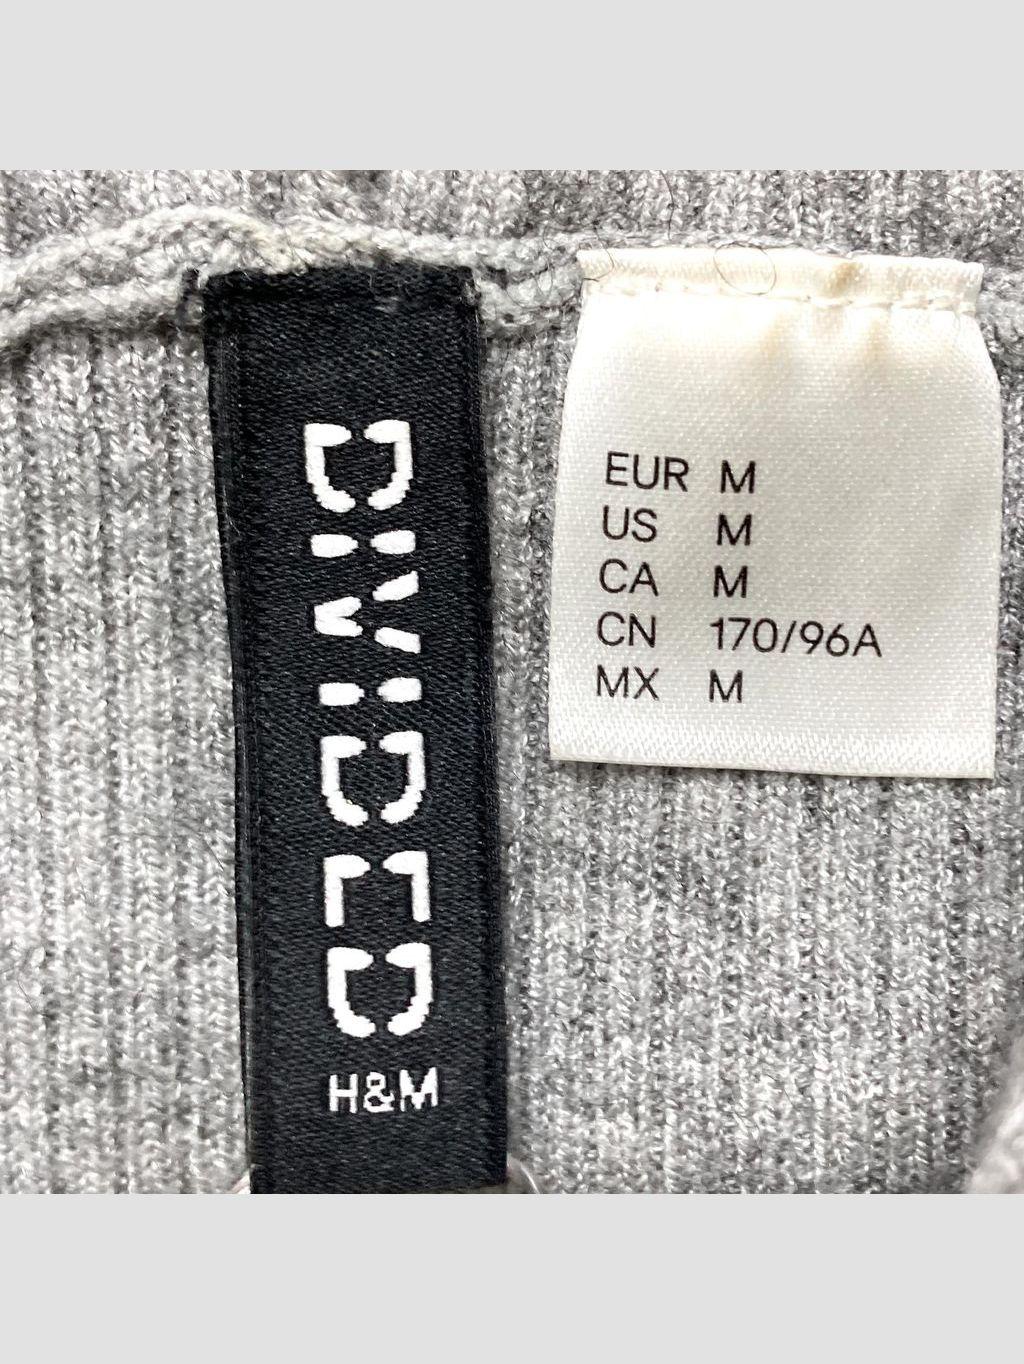 DIVIDED
H&M
EUR M
US M
CA M
CN 170/96A
MX M